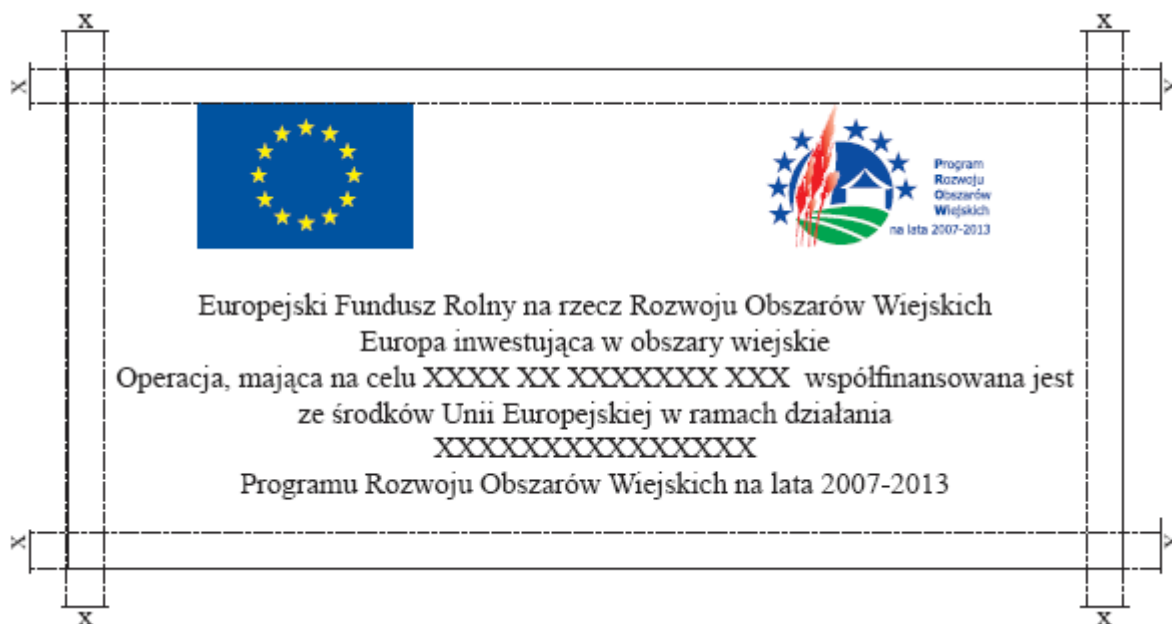 x x
x x
Program
Rozwoju
Obszarów
Wiejskich
na lata 2007-2013
Europejski Fundusz Rolny na rzecz Rozwoju Obszarów Wiejskich
Europa inwestująca w obszary wiejskie
Operacja, mająca na celu XXXX XX XXXXXXX XXX współfinansowana jest
ze środków Unii Europejskiej w ramach działania
XXXXXXXXXXXXXXX
Programu Rozwoju Obszarów Wiejskich na lata 2007-2013
x x
x x